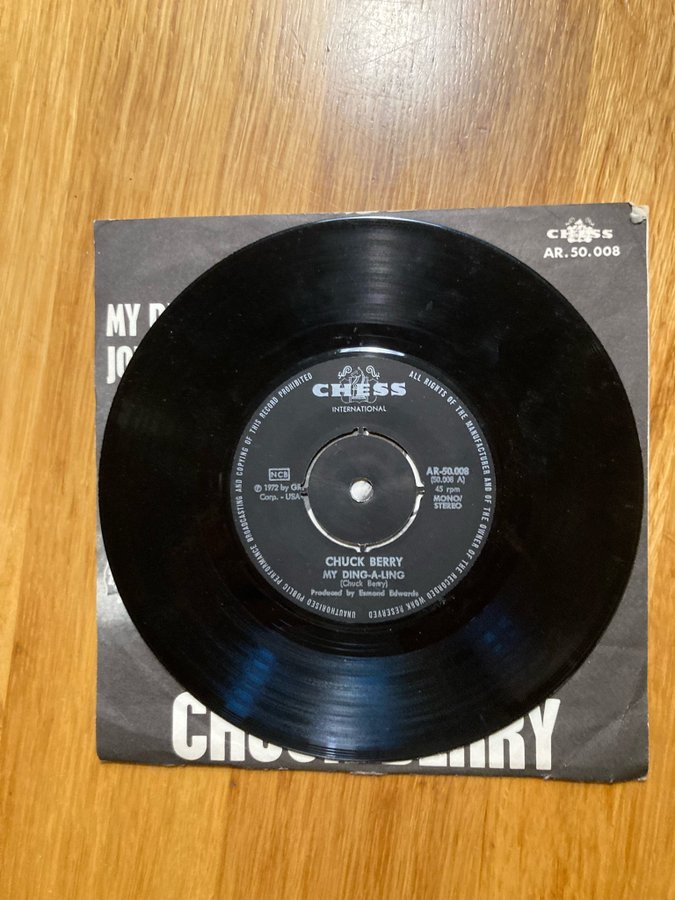 CHESS
AR.50.008
MY
CHESS
INTERNATIONAL
UNAUTHORISED PUBLIC PERFORMANCE BROADCASTING AND COPYING OF THIS RECORD PROHIBITED
ALL RIGHTS OF THE MANUFACTURER AND OF THE OWNER OF THE RECORDED WORK RESERVED
NCB
℗ 1972 by
Corp. - USA
AR-50.008
(50.008 A)
45 rpm
MONO/
STEREO
CHUCK BERRY
MY DING-A-LING
(Chuck Berry)
Produced by Esmond Edwards
CHUCK BERRY